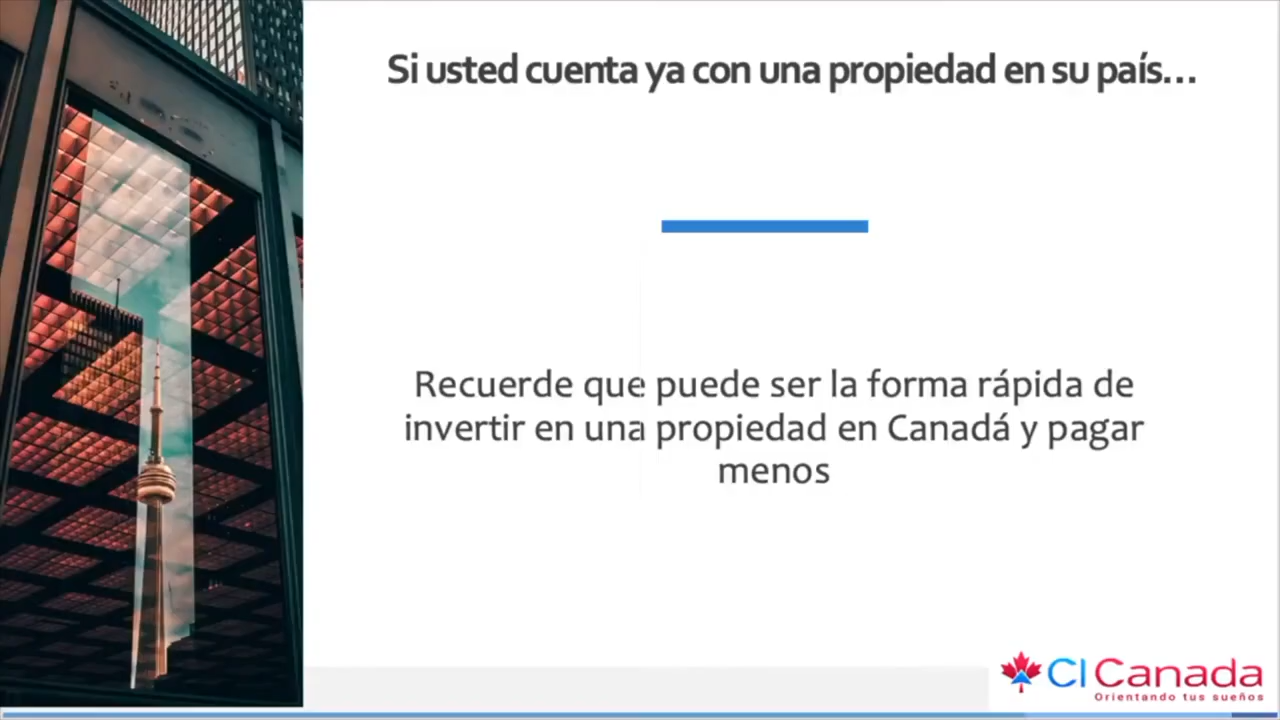 Si usted cuenta ya con una propiedad en su país...
Recuerde que puede ser la forma rápida de
invertir en una propiedad en Canadá y pagar
menos
CI Canada
Orientando tus sueños